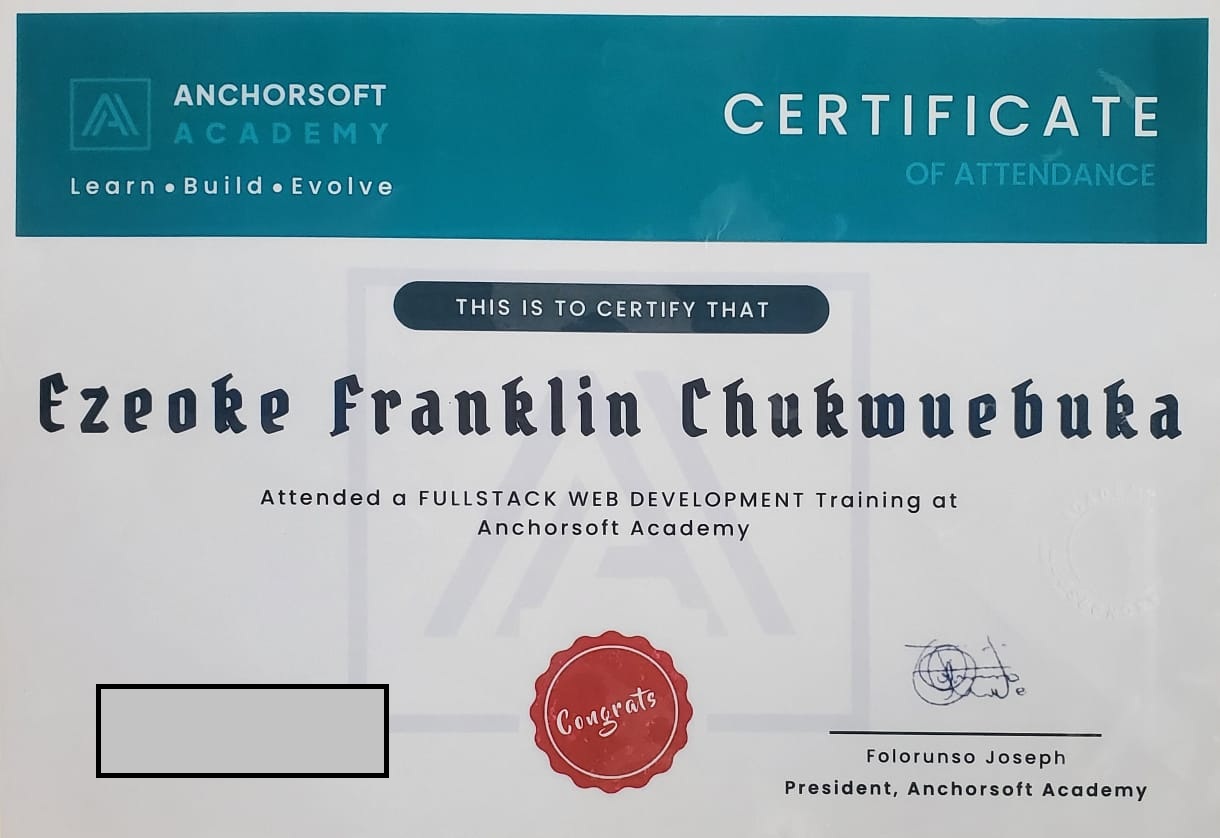 ANCHORSOFT
ACADEMY
Learn • Build • Evolve
CERTIFICATE
OF ATTENDANCE
THIS IS TO CERTIFY THAT
Ezeoke Franklin Chukwuebuka
Attended a FULLSTACK WEB DEVELOPMENT Training at
Anchorsoft Academy
Congrats
Folorunso Joseph
President, Anchorsoft Academy